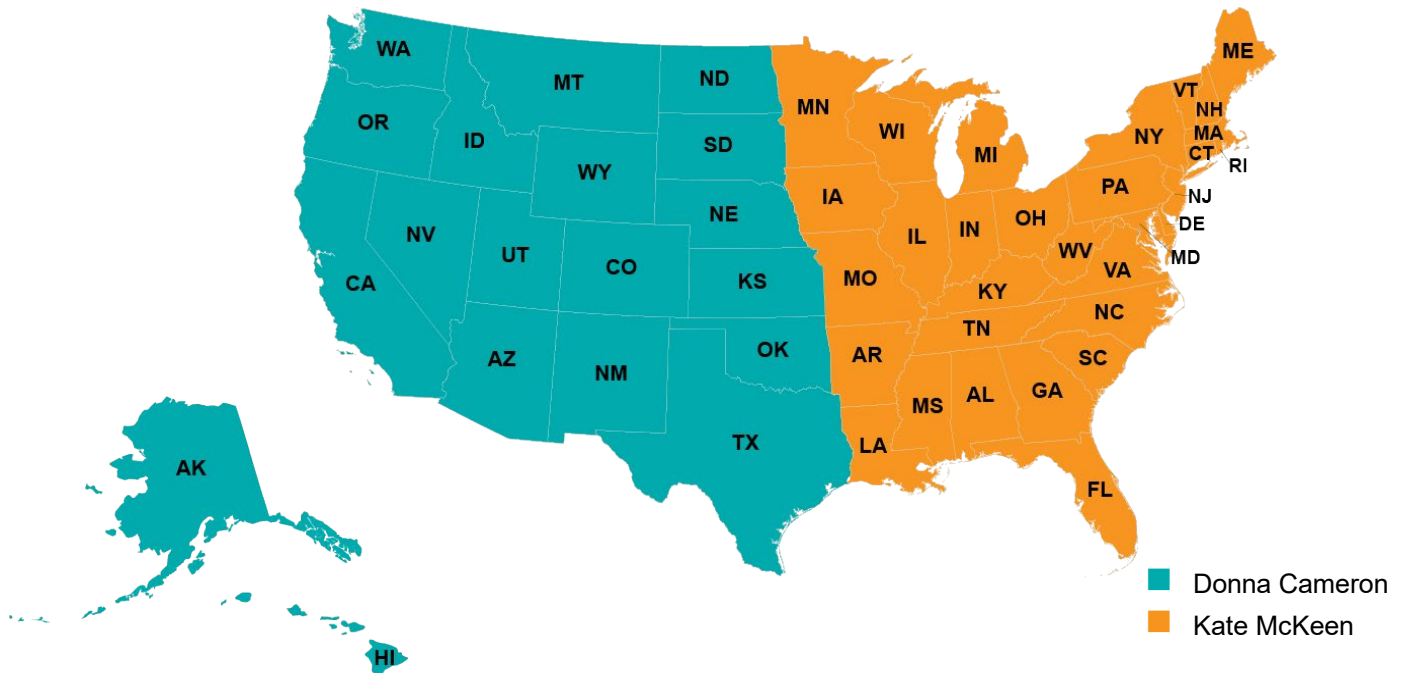 WA
MT
ND
MN
ME
OR
ID
SD
WI
MI
VT
NH
NY
MA
CT
RI
WY
NE
IA
PA
NJ
NV
UT
CO
KS
MO
IL
IN
OH
WV
DE
MD
VA
CA
KY
NC
AZ
NM
OK
AR
TN
SC
TX
LA
MS
AL
GA
AK
FL
HI
Donna Cameron
Kate McKeen